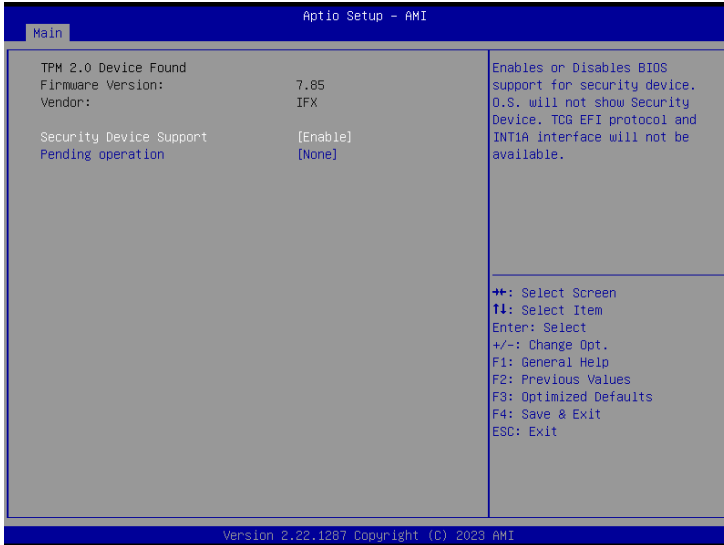 Aptio Setup – AMI
Main
TPM 2.0 Device Found
Firmware Version: 7.85
Vendor: IFX
Security Device Support [Enable]
Pending operation [None]
Enables or Disables BIOS
support for security device.
O.S. will not show Security
Device. TCG EFI protocol and
INT1A interface will not be
available.
→←: Select Screen
↑↓: Select Item
Enter: Select
+/-: Change Opt.
F1: General Help
F2: Previous Values
F3: Optimized Defaults
F4: Save & Exit
ESC: Exit
Version 2.22.1287 Copyright (C) 2023 AMI